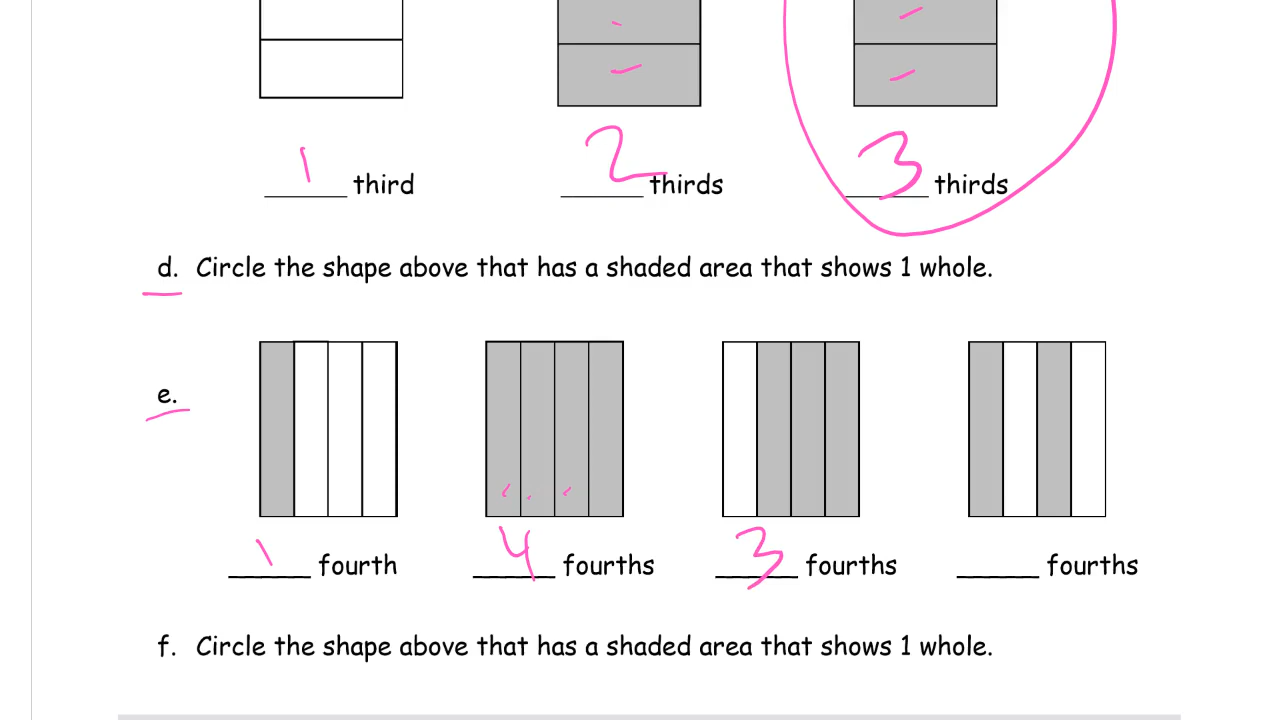 1 third 2 thirds 3 thirds
d. Circle the shape above that has a shaded area that shows 1 whole.
e.
1 fourth 4 fourths 3 fourths _____ fourths
f. Circle the shape above that has a shaded area that shows 1 whole.